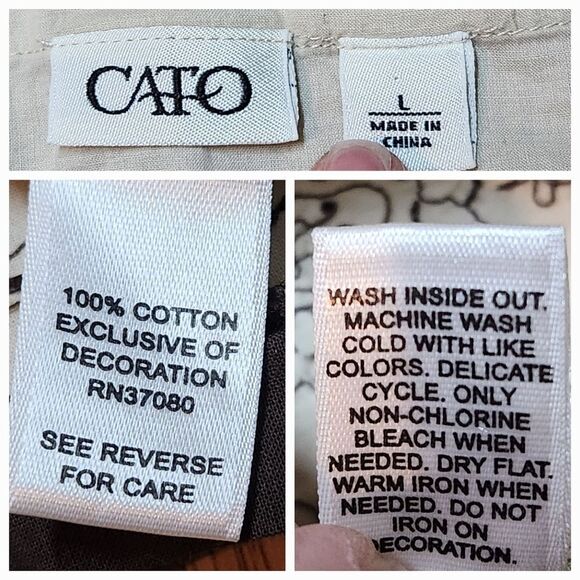 CATO
L
MADE IN
CHINA
100% COTTON
EXCLUSIVE OF
DECORATION
RN37080
SEE REVERSE
FOR CARE
WASH INSIDE OUT.
MACHINE WASH
COLD WITH LIKE
COLORS. DELICATE
CYCLE. ONLY
NON-CHLORINE
BLEACH WHEN
NEEDED. DRY FLAT.
WARM IRON WHEN
NEEDED. DO NOT
IRON ON
DECORATION.